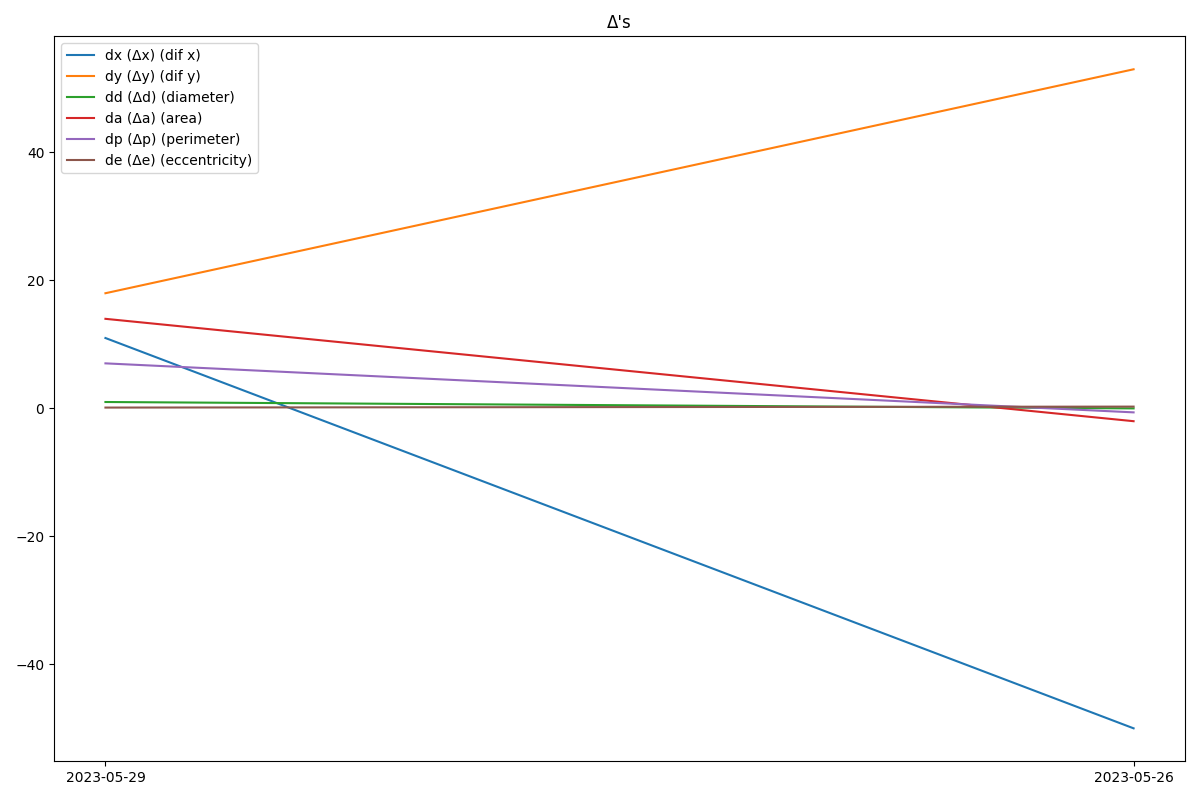 Δ's
dx (Δx) (dif x)
dy (Δy) (dif y)
dd (Δd) (diameter)
da (Δa) (area)
dp (Δp) (perimeter)
de (Δe) (eccentricity)
40
20
0
−20
−40
2023-05-29
2023-05-26